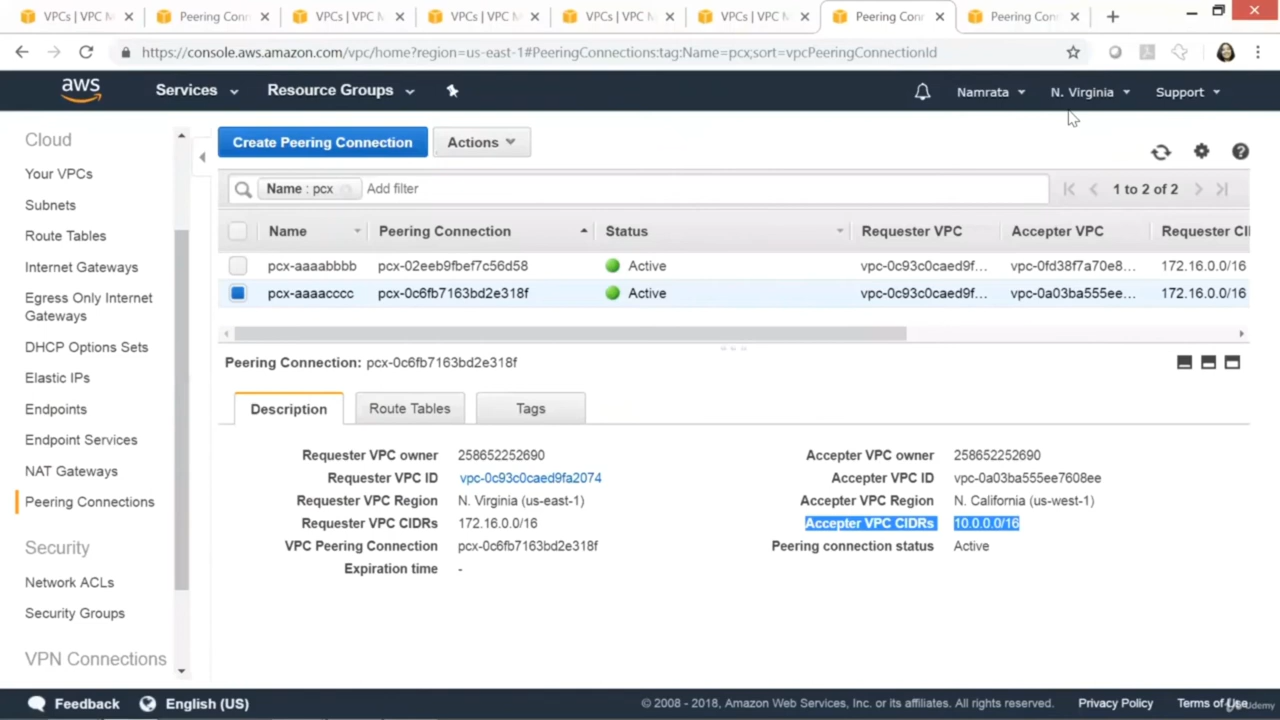 VPCs | VPC M
Peering Conn
VPCs | VPC M
VPCs | VPC M
VPCs | VPC M
VPCs | VPC M
Peering Conn
Peering Conn
https://console.aws.amazon.com/vpc/home?region=us-east-1#PeeringConnections:tag:Name=pcx;sort=vpcPeeringConnectionId
aws Services Resource Groups Namrata N. Virginia Support
Cloud
Your VPCs
Subnets
Route Tables
Internet Gateways
Egress Only Internet
Gateways
DHCP Options Sets
Elastic IPs
Endpoints
Endpoint Services
NAT Gateways
Peering Connections
Security
Network ACLs
Security Groups
VPN Connections
Create Peering Connection Actions
Name : pcx Add filter 1 to 2 of 2
Name Peering Connection Status Requester VPC Accepter VPC Requester CI
pcx-aaaabbbb pcx-02eeb9fbef7c56d58 Active vpc-0c93c0caed9f... vpc-0fd38f7a70e8... 172.16.0.0/16
pcx-aaaacccc pcx-0c6fb7163bd2e318f Active vpc-0c93c0caed9f... vpc-0a03ba555ee... 172.16.0.0/16
Peering Connection: pcx-0c6fb7163bd2e318f
Description Route Tables Tags
Requester VPC owner 258652252690 Accepter VPC owner 258652252690
Requester VPC ID vpc-0c93c0caed9fa2074 Accepter VPC ID vpc-0a03ba555ee7608ee
Requester VPC Region N. Virginia (us-east-1) Accepter VPC Region N. California (us-west-1)
Requester VPC CIDRs 172.16.0.0/16 Accepter VPC CIDRs 10.0.0.0/16
VPC Peering Connection pcx-0c6fb7163bd2e318f Peering connection status Active
Expiration time -
Feedback English (US) © 2008 - 2018, Amazon Web Services, Inc. or its affiliates. All rights reserved. Privacy Policy Terms of Use
Udemy